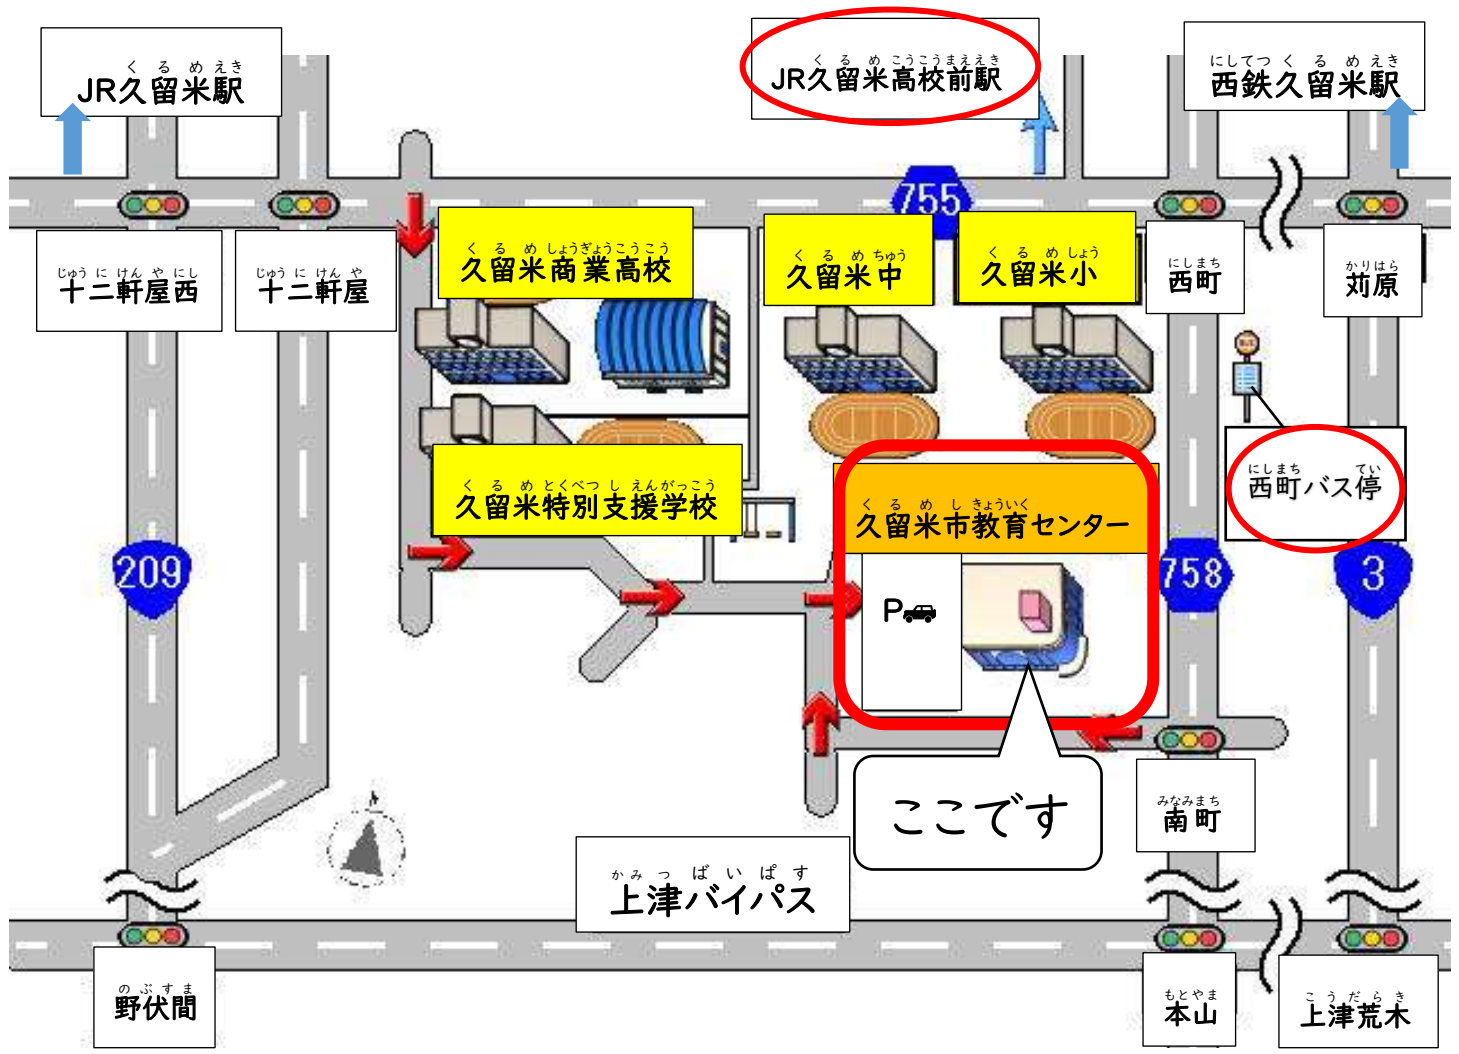 くるめえき
JR久留米駅
くるめこうこうまええき
JR久留米高校前駅
にしてつくるめえき
西鉄久留米駅
755
じゅうにけんやにし
十二軒屋西
じゅうにけんや
十二軒屋
くるめしょうぎょうこうこう
久留米商業高校
くるめちゅう
久留米中
くるめしょう
久留米小
にしまち
西町
かりはら
苅原
BUS
にしまち てい
西町バス停
くるめとくべつしえんがっこう
久留米特別支援学校
くるめしきょういく
久留米市教育センター
209
P
758
3
ここです
みなみまち
南町
かみつばいぱす
上津バイパス
のぶすま
野伏間
もとやま
本山
こうだらき
上津荒木